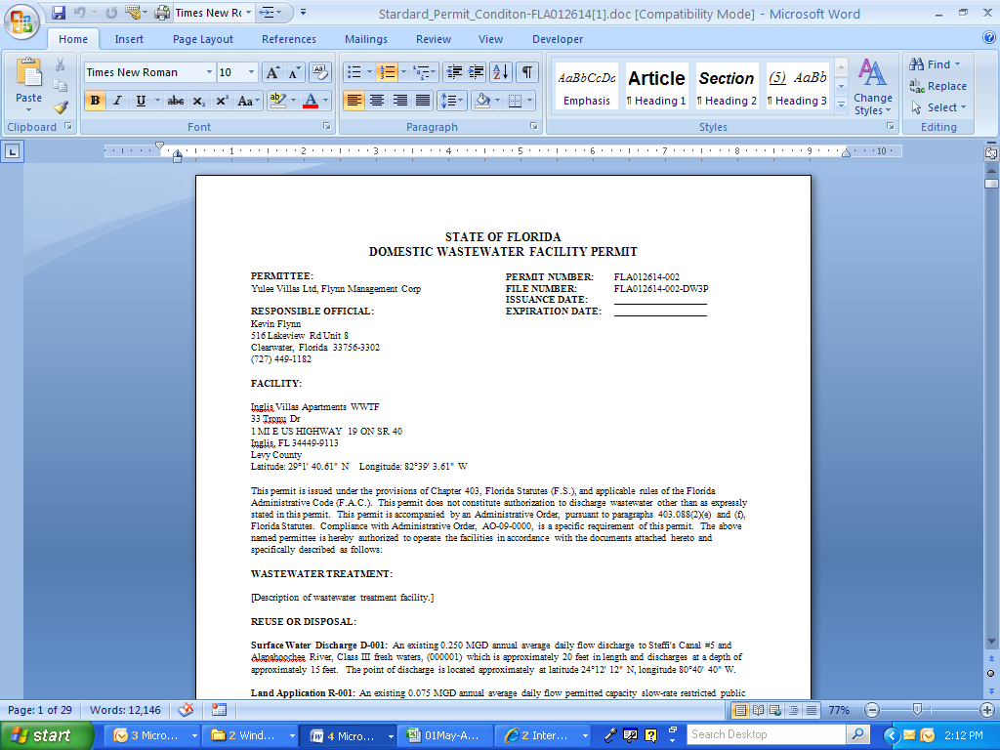 Times New Ro
Stardard_Permit_Conditon-FLA012614[1].doc [Compatibility Mode] - Microsoft Word
Home Insert Page Layout References Mailings Review View Developer
Paste
Clipboard
Times New Roman 10
B I U abc x₂ x² Aa
Font
Paragraph
AaBbCcDc Article Section (5) AaBb
Emphasis ¶ Heading 1 ¶ Heading 2 ¶ Heading 3
Styles
Change
Styles
Find
Replace
Select
Editing
1 2 3 4 5 6 7 8 9 10
STATE OF FLORIDA
DOMESTIC WASTEWATER FACILITY PERMIT
PERMITTEE:
Yulee Villas Ltd, Flynn Management Corp
PERMIT NUMBER: FLA012614-002
FILE NUMBER: FLA012614-002-DW3P
ISSUANCE DATE:
EXPIRATION DATE:
RESPONSIBLE OFFICIAL:
Kevin Flynn
516 Lakeview Rd Unit 8
Clearwater, Florida 33756-3302
(727) 449-1182
FACILITY:
Inglis Villas Apartments WWTF
33 Tronu Dr
1 MI E US HIGHWAY 19 ON SR 40
Inglis, FL 34449-9113
Levy County
Latitude: 29°1' 40.61" N Longitude: 82°39' 3.61" W
This permit is issued under the provisions of Chapter 403, Florida Statutes (F.S.), and applicable rules of the Florida
Administrative Code (F.A.C.). This permit does not constitute authorization to discharge wastewater other than as expressly
stated in this permit. This permit is accompanied by an Administrative Order, pursuant to paragraphs 403.088(2)(e) and (f),
Florida Statutes. Compliance with Administrative Order, AO-09-0000, is a specific requirement of this permit. The above
named permittee is hereby authorized to operate the facilities in accordance with the documents attached hereto and
specifically described as follows:
WASTEWATER TREATMENT:
[Description of wastewater treatment facility.]
REUSE OR DISPOSAL:
Surface Water Discharge D-001: An existing 0.250 MGD annual average daily flow discharge to Steffi's Canal #5 and
Alapahoochee River, Class III fresh waters, (000001) which is approximately 20 feet in length and discharges at a depth of
approximately 15 feet. The point of discharge is located approximately at latitude 24°12' 12" N, longitude 80°40' 40" W.
Land Application R-001: An existing 0.075 MGD annual average daily flow permitted capacity slow-rate restricted public
Page: 1 of 29 Words: 12,146 77%
start 3 Micro... 2 Wind... 4 Micro... 01May-A... 2 Inter... Search Desktop 2:12 PM